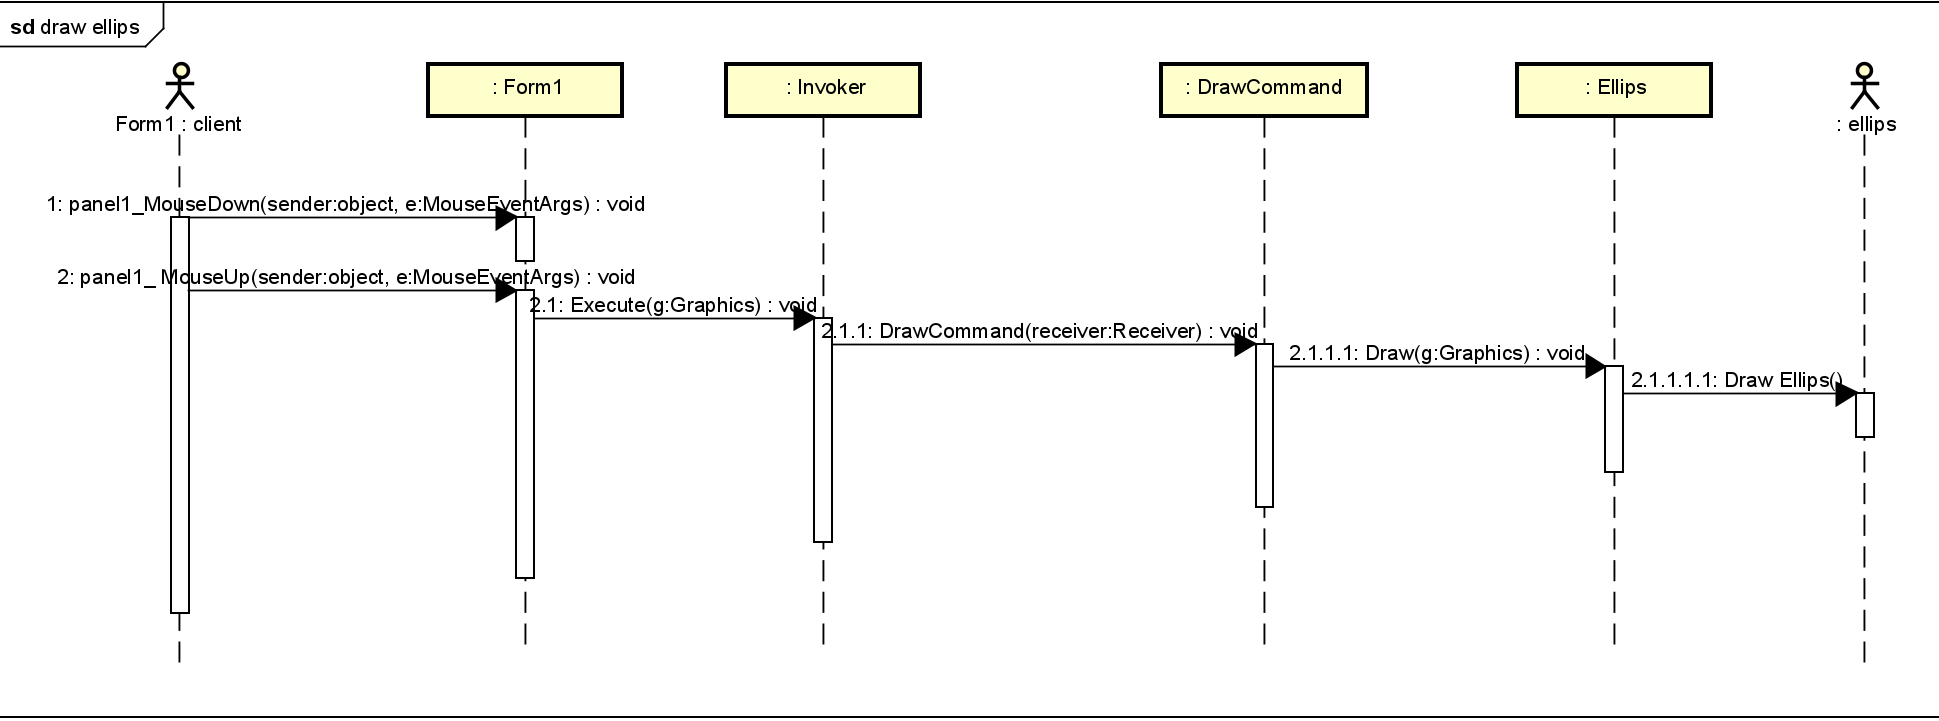 sd draw ellips
Form1 : client
: Form1
: Invoker
: DrawCommand
: Ellips
: ellips
1: panel1_MouseDown(sender:object, e:MouseEventArgs) : void
2: panel1_ MouseUp(sender:object, e:MouseEventArgs) : void
2.1: Execute(g:Graphics) : void
2.1.1: DrawCommand(receiver:Receiver) : void
2.1.1.1: Draw(g:Graphics) : void
2.1.1.1.1: Draw Ellips()